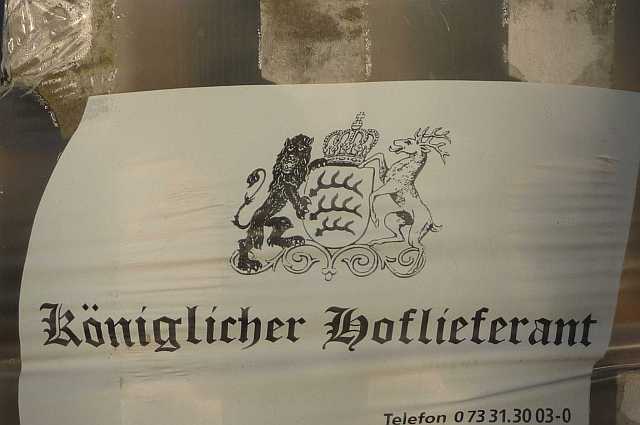 Königlicher Hoflieferant
Telefon 0 73 31.30 03-0